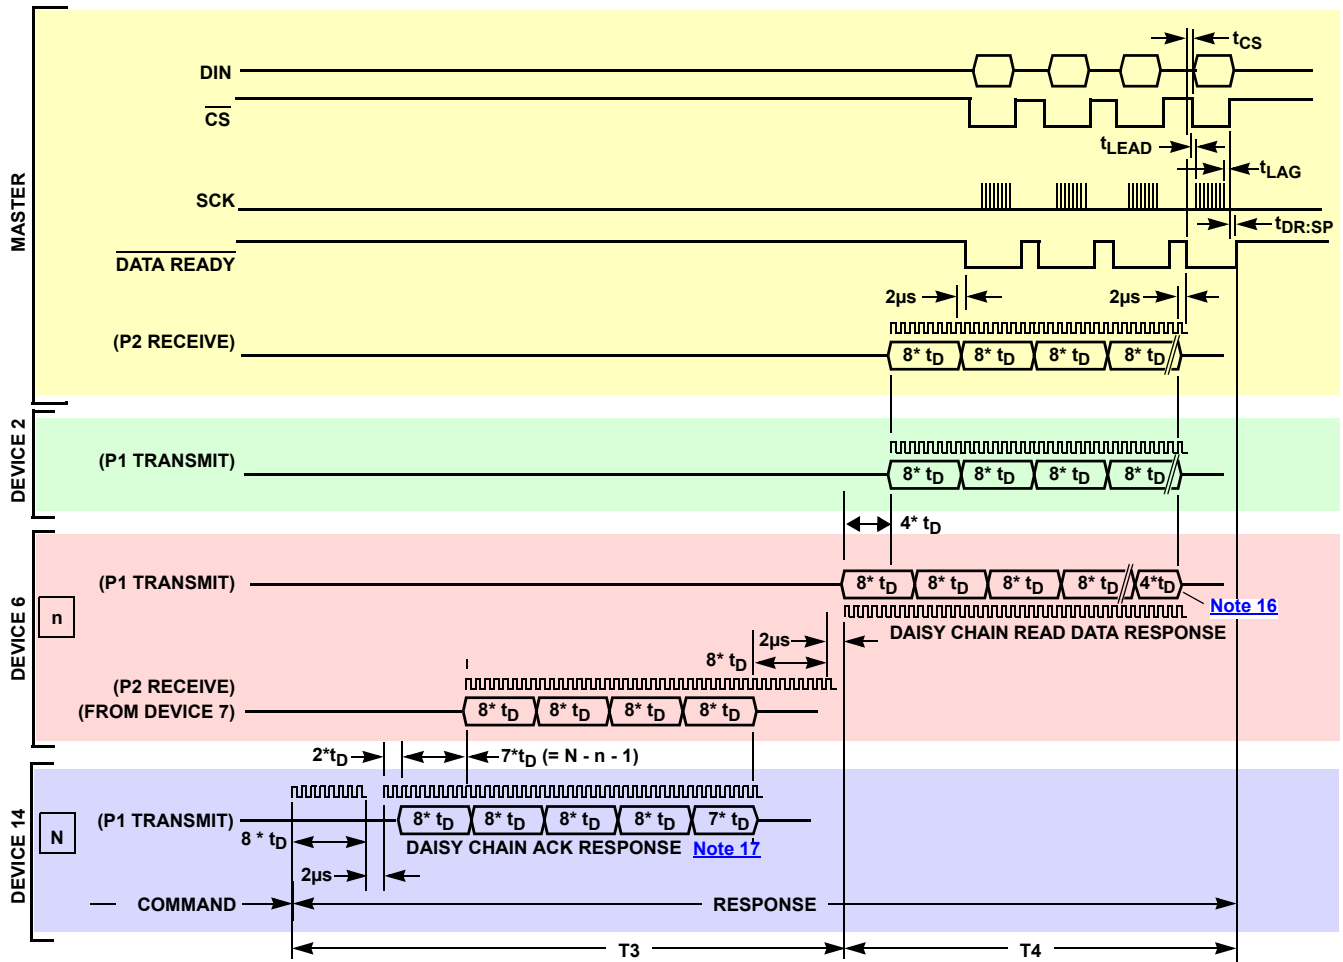 MASTER
DIN
tCS
CS
tLEAD
tLAG
SCK
tDR:SP
DATA READY
2µs
2µs
(P2 RECEIVE)
8* tD 8* tD 8* tD 8* tD
DEVICE 2
(P1 TRANSMIT)
8* tD 8* tD 8* tD 8* tD
4* tD
DEVICE 6
n
(P1 TRANSMIT)
8* tD 8* tD 8* tD 8* tD 4*tD
Note 16
DAISY CHAIN READ DATA RESPONSE
2µs
8* tD
(P2 RECEIVE)
(FROM DEVICE 7)
8* tD 8* tD 8* tD 8* tD
2*tD
7*tD (= N - n - 1)
DEVICE 14
N
(P1 TRANSMIT)
8* tD 8* tD 8* tD 8* tD 7* tD
8 * tD
DAISY CHAIN ACK RESPONSE Note 17
2µs
COMMAND
RESPONSE
T3
T4